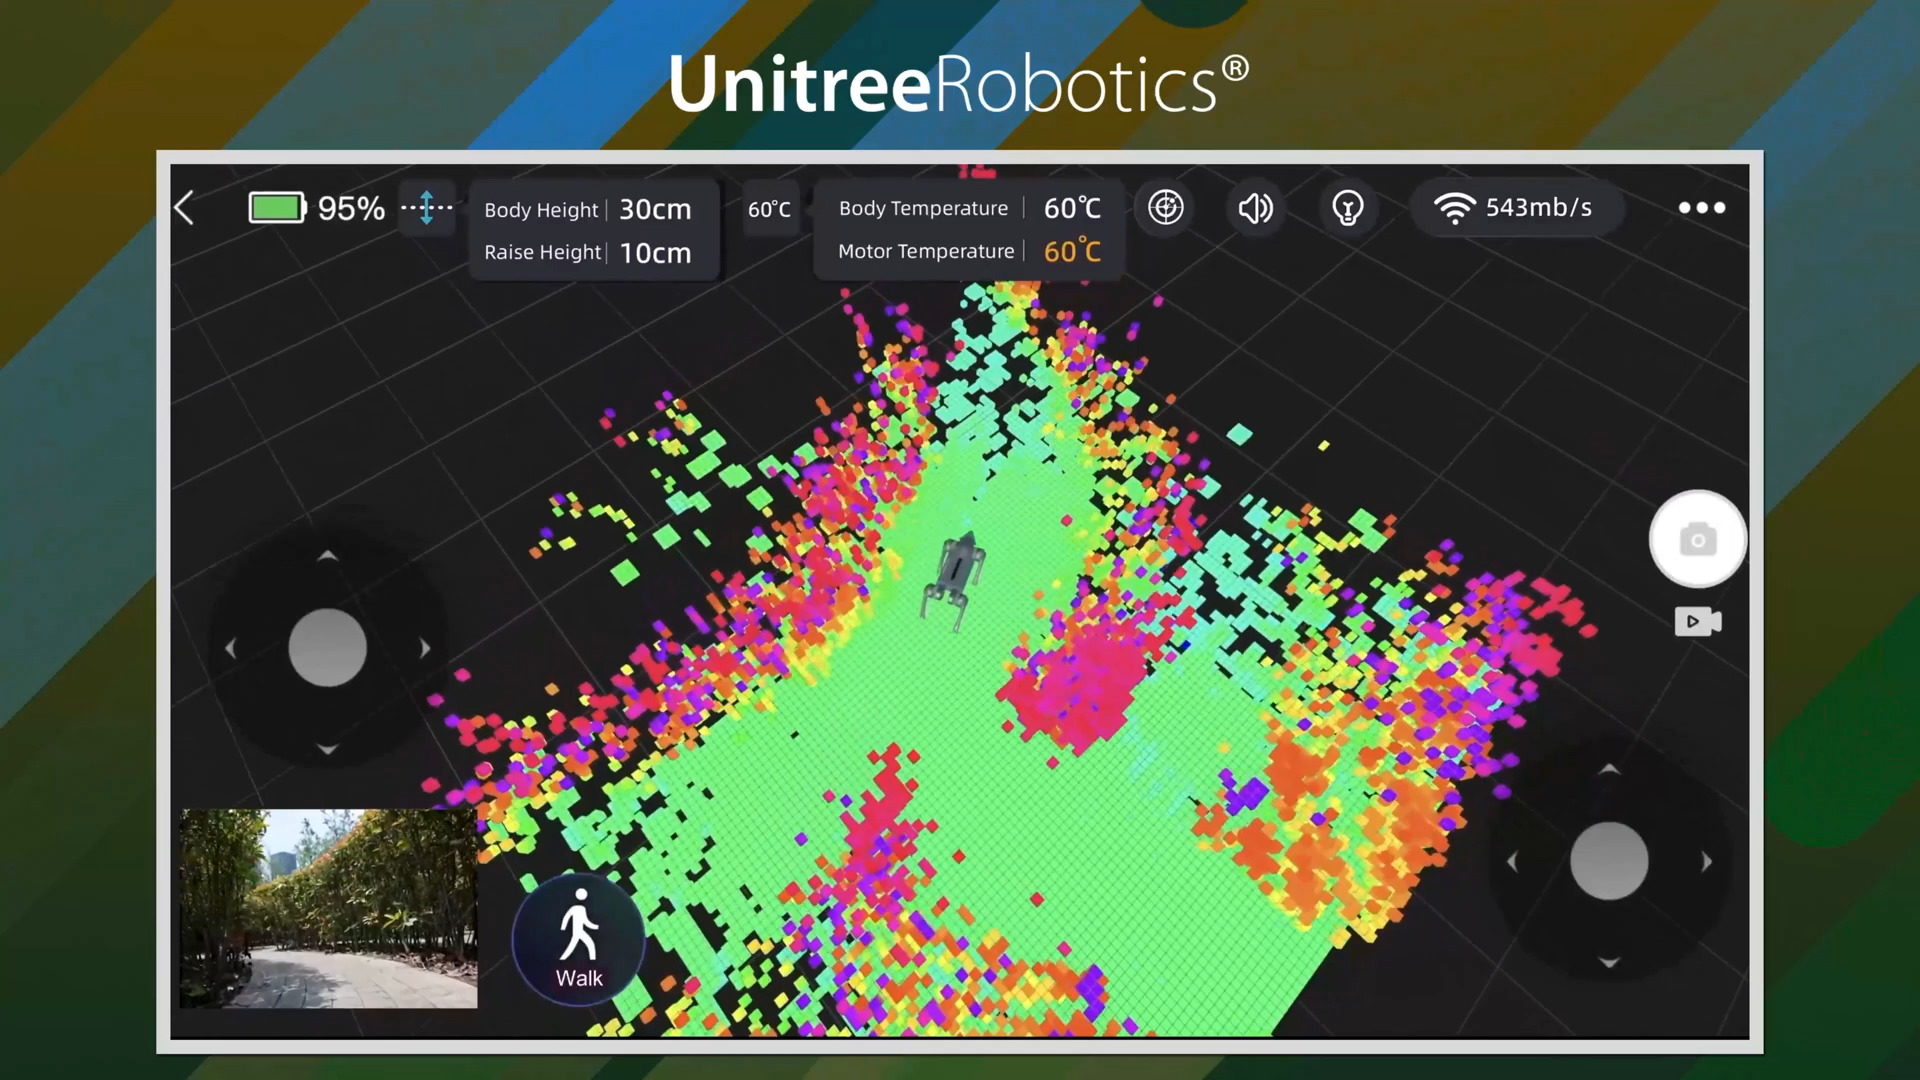 UnitreeRobotics®
95%
Body Height | 30cm
Raise Height | 10cm
60℃
Body Temperature | 60℃
Motor Temperature | 60℃
543mb/s
Walk